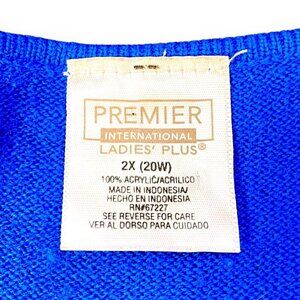 PREMIER
INTERNATIONAL
LADIES' PLUS®
2X (20W)
100% ACRYLIC/ACRILICO
MADE IN INDONESIA/
HECHO EN INDONESIA
RN#67227
SEE REVERSE FOR CARE
VER AL DORSO PARA CUIDADO